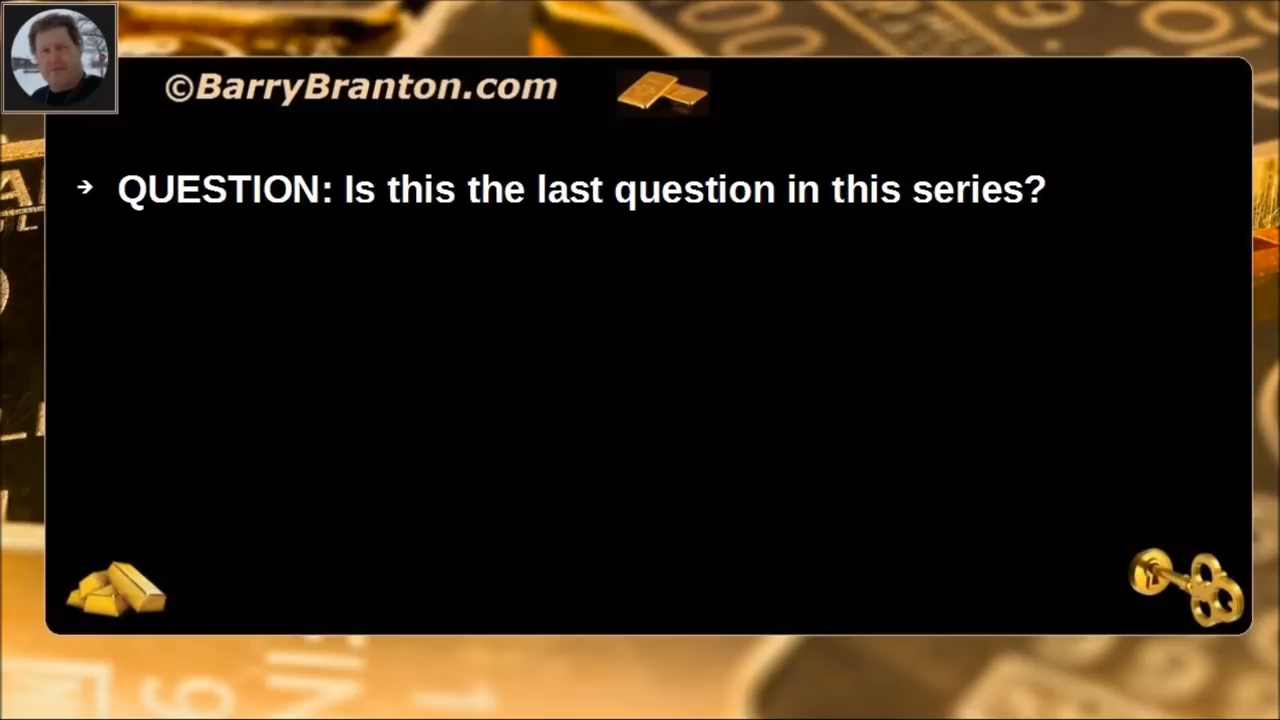 ©BarryBranton.com
➔ QUESTION: Is this the last question in this series?